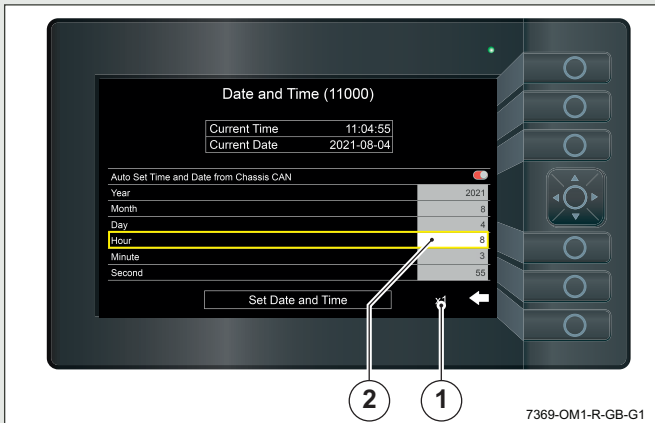 Date and Time (11000)
Current Time 11:04:55
Current Date 2021-08-04
Auto Set Time and Date from Chassis CAN
Year 2021
Month 8
Day 4
Hour 8
Minute 3
Second 55
Set Date and Time x1
2 1
7369-OM1-R-GB-G1